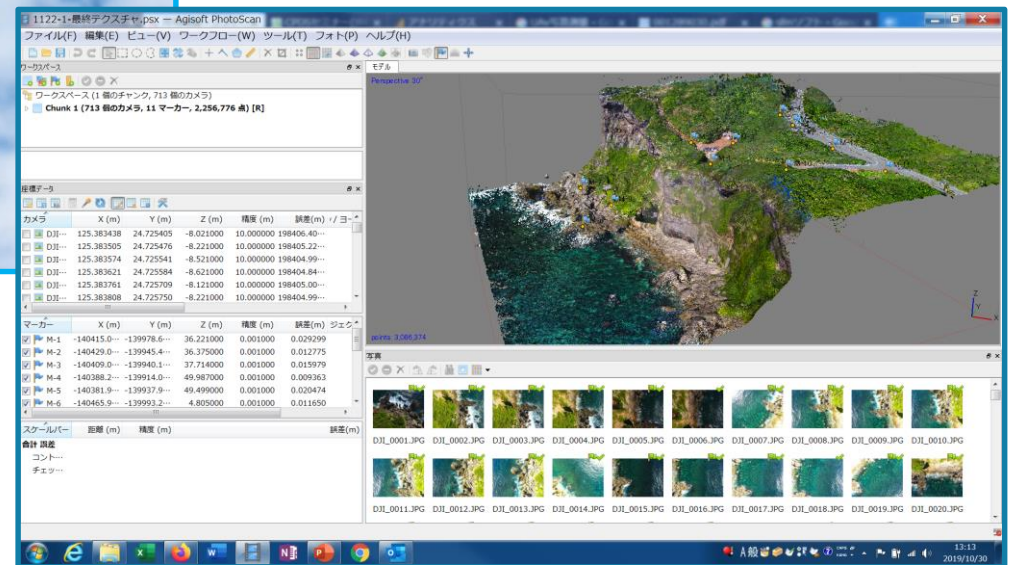 1122-1-最終テクスチャ.psx — Agisoft PhotoScan
ファイル(F) 編集(E) ビュー(V) ワークフロー(W) ツール(T) フォト(P) ヘルプ(H)
ワークスペース
ワークスペース (1 個のチャンク, 713 個のカメラ)
Chunk 1 (713 個のカメラ, 11 マーカー, 2,256,776 点) [R]
座標データ
カメラ X (m) Y (m) Z (m) 精度 (m) 誤差(m)
DJI… 125.383438 24.725405 -8.021000 10.000000 198406.40…
DJI… 125.383505 24.725476 -8.221000 10.000000 198405.22…
DJI… 125.383574 24.725541 -8.521000 10.000000 198404.99…
DJI… 125.383621 24.725584 -8.621000 10.000000 198404.84…
DJI… 125.383761 24.725709 -8.121000 10.000000 198405.00…
DJI… 125.383808 24.725750 -8.221000 10.000000 198404.99…
マーカー X (m) Y (m) Z (m) 精度 (m) 誤差(m) ジェク
M-1 -140415.0… -139978.6… 36.221000 0.001000 0.029299
M-2 -140429.0… -139945.4… 36.375000 0.001000 0.012775
M-3 -140409.0… -139940.1… 37.714000 0.001000 0.015979
M-4 -140388.2… -139914.0… 49.987000 0.001000 0.009363
M-5 -140381.9… -139937.9… 49.499000 0.001000 0.020474
M-6 -140465.9… -139993.2… 4.805000 0.001000 0.011650
スケールバー 距離 (m) 精度 (m) 誤差(m)
合計 誤差
コント…
チェッ…
モデル
Perspective 30°
Z
Y
X
points: 3,086,374
写真
DJI_0001.JPG DJI_0002.JPG DJI_0003.JPG DJI_0004.JPG DJI_0005.JPG DJI_0006.JPG DJI_0007.JPG DJI_0008.JPG DJI_0009.JPG DJI_0010.JPG
DJI_0011.JPG DJI_0012.JPG DJI_0013.JPG DJI_0014.JPG DJI_0015.JPG DJI_0016.JPG DJI_0017.JPG DJI_0018.JPG DJI_0019.JPG DJI_0020.JPG
A 般
13:13
2019/10/30